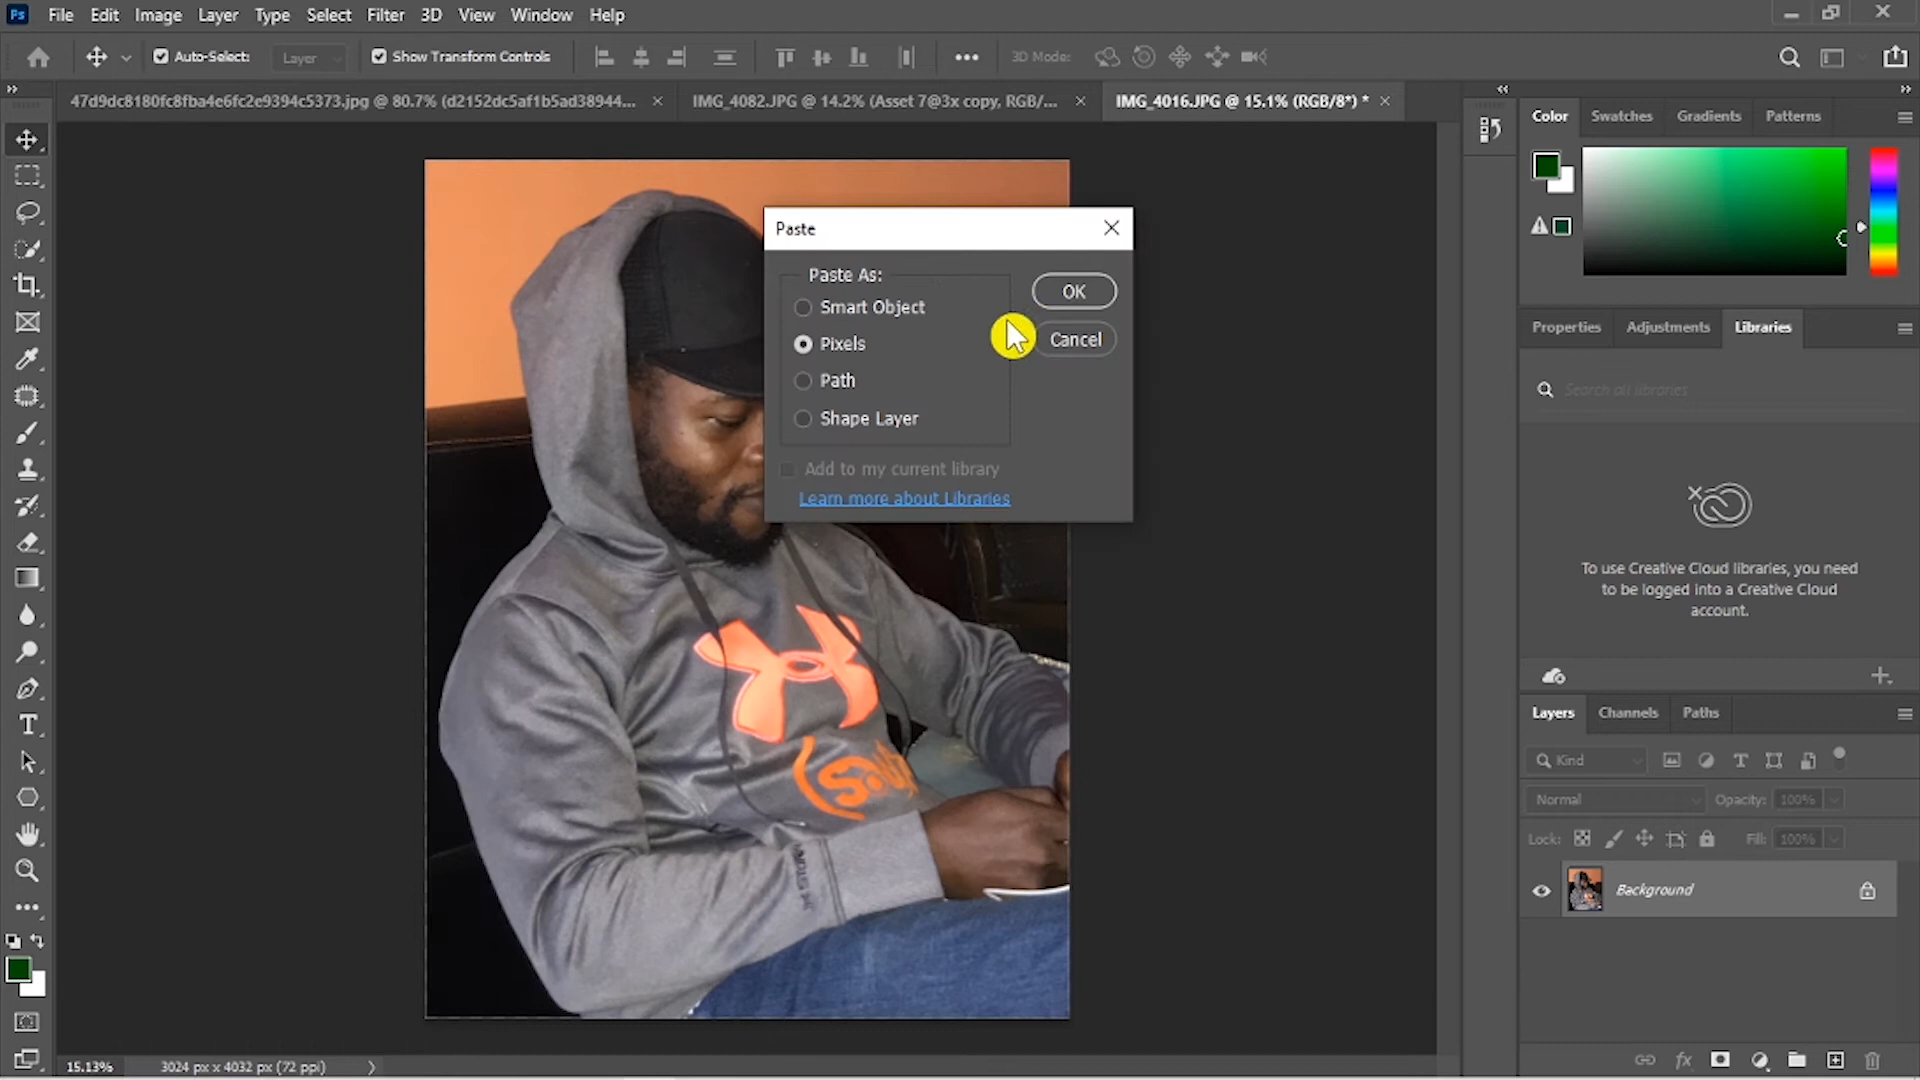 Ps File Edit Image Layer Type Select Filter 3D View Window Help
Auto-Select: Layer Show Transform Controls 3D Mode:
47d9dc8180fc8fba4e6fc2e9394c5373.jpg @ 80.7% (d2152dc5af1b5ad38944... × IMG_4082.JPG @ 14.2% (Asset 7@3x copy, RGB/... × IMG_4016.JPG @ 15.1% (RGB/8*) * ×
Color Swatches Gradients Patterns
Paste
Paste As:
Smart Object
Pixels
Path
Shape Layer
OK
Cancel
Add to my current library
Learn more about Libraries
Properties Adjustments Libraries
Search all libraries
To use Creative Cloud libraries, you need
to be logged into a Creative Cloud
account.
Layers Channels Paths
Kind
Normal Opacity: 100%
Lock: Fill: 100%
Background
15.13% 3024 px x 4032 px (72 ppi)